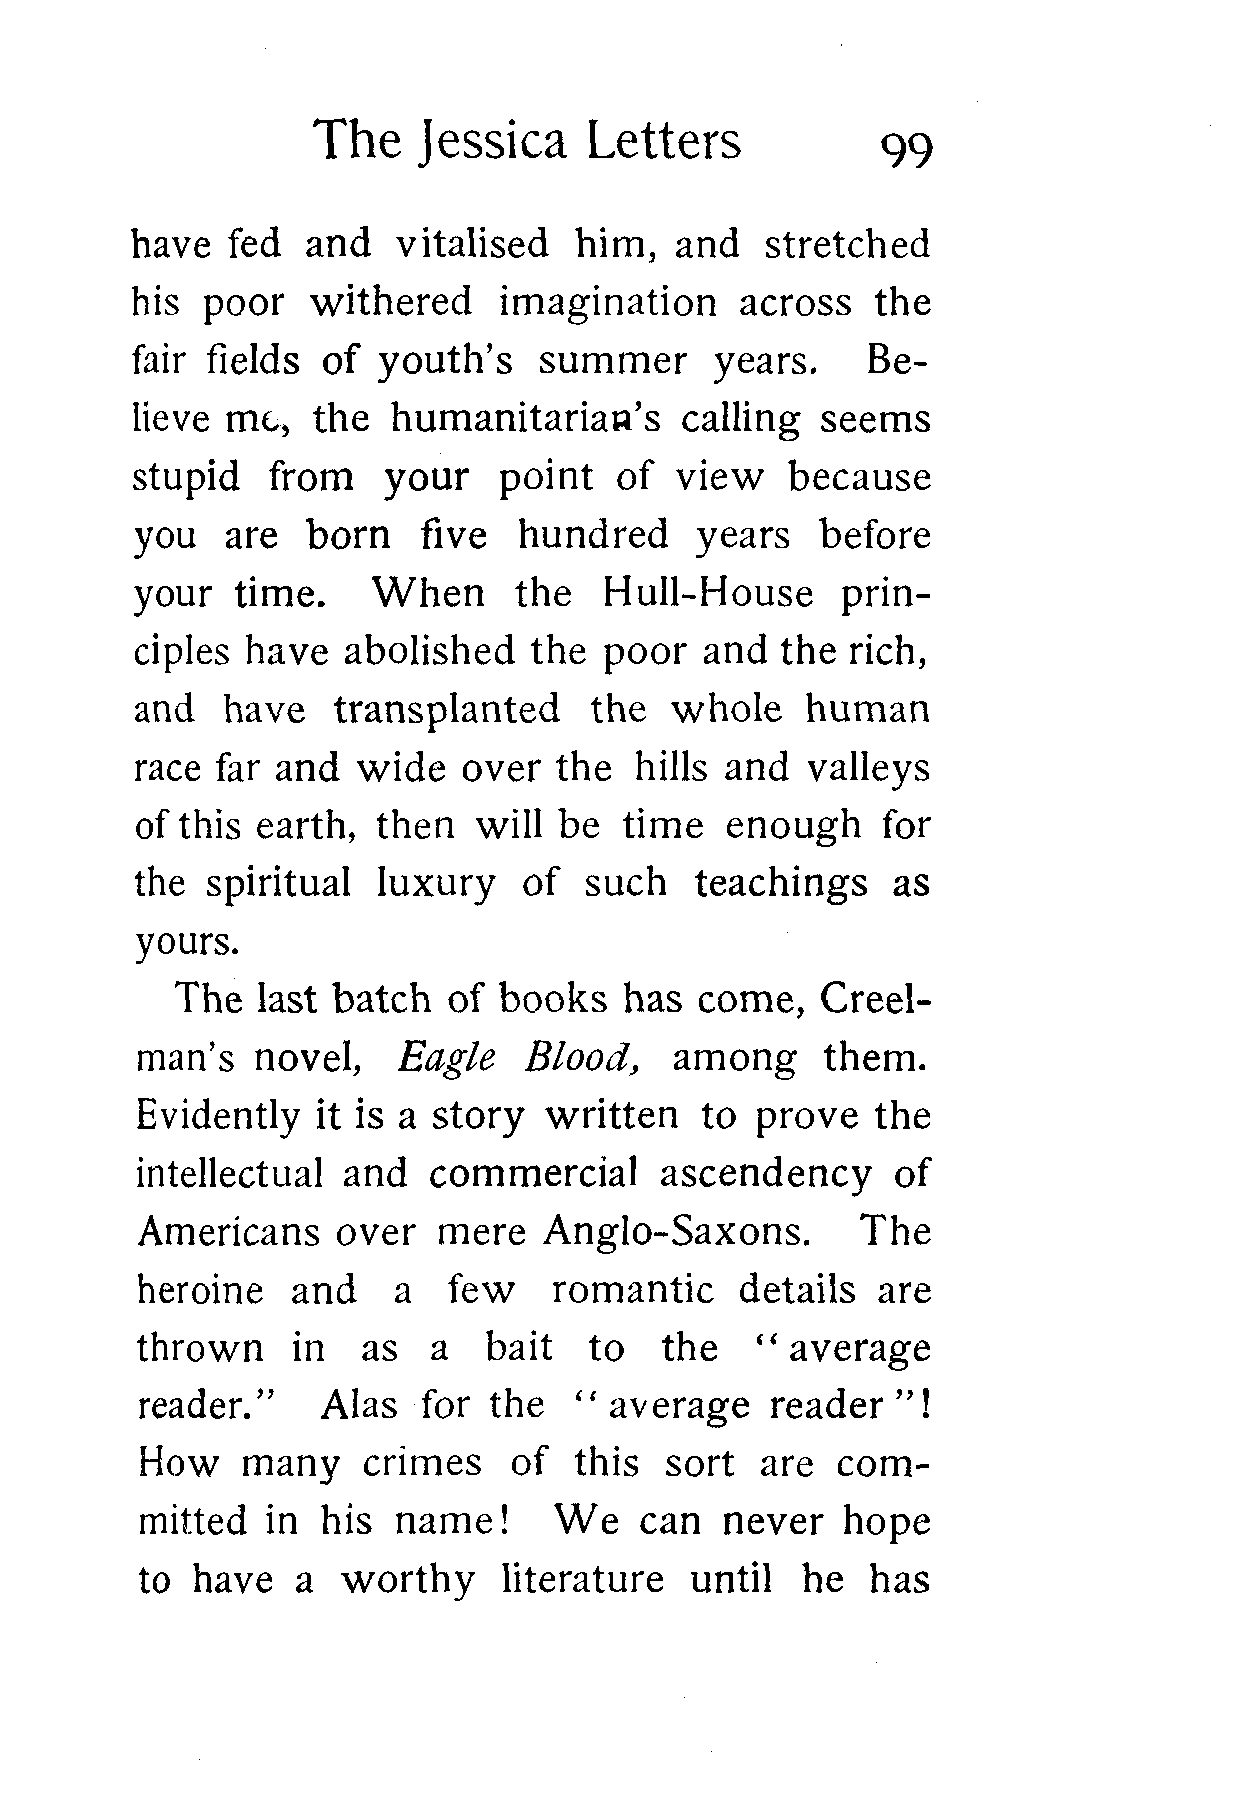 The Jessica Letters 99
have fed and vitalised him, and stretched
his poor withered imagination across the
fair fields of youth's summer years. Be-
lieve me, the humanitarian's calling seems
stupid from your point of view because
you are born five hundred years before
your time. When the Hull-House prin-
ciples have abolished the poor and the rich,
and have transplanted the whole human
race far and wide over the hills and valleys
of this earth, then will be time enough for
the spiritual luxury of such teachings as
yours.
The last batch of books has come, Creel-
man's novel, Eagle Blood, among them.
Evidently it is a story written to prove the
intellectual and commercial ascendency of
Americans over mere Anglo-Saxons. The
heroine and a few romantic details are
thrown in as a bait to the "average
reader." Alas for the "average reader"!
How many crimes of this sort are com-
mitted in his name! We can never hope
to have a worthy literature until he has